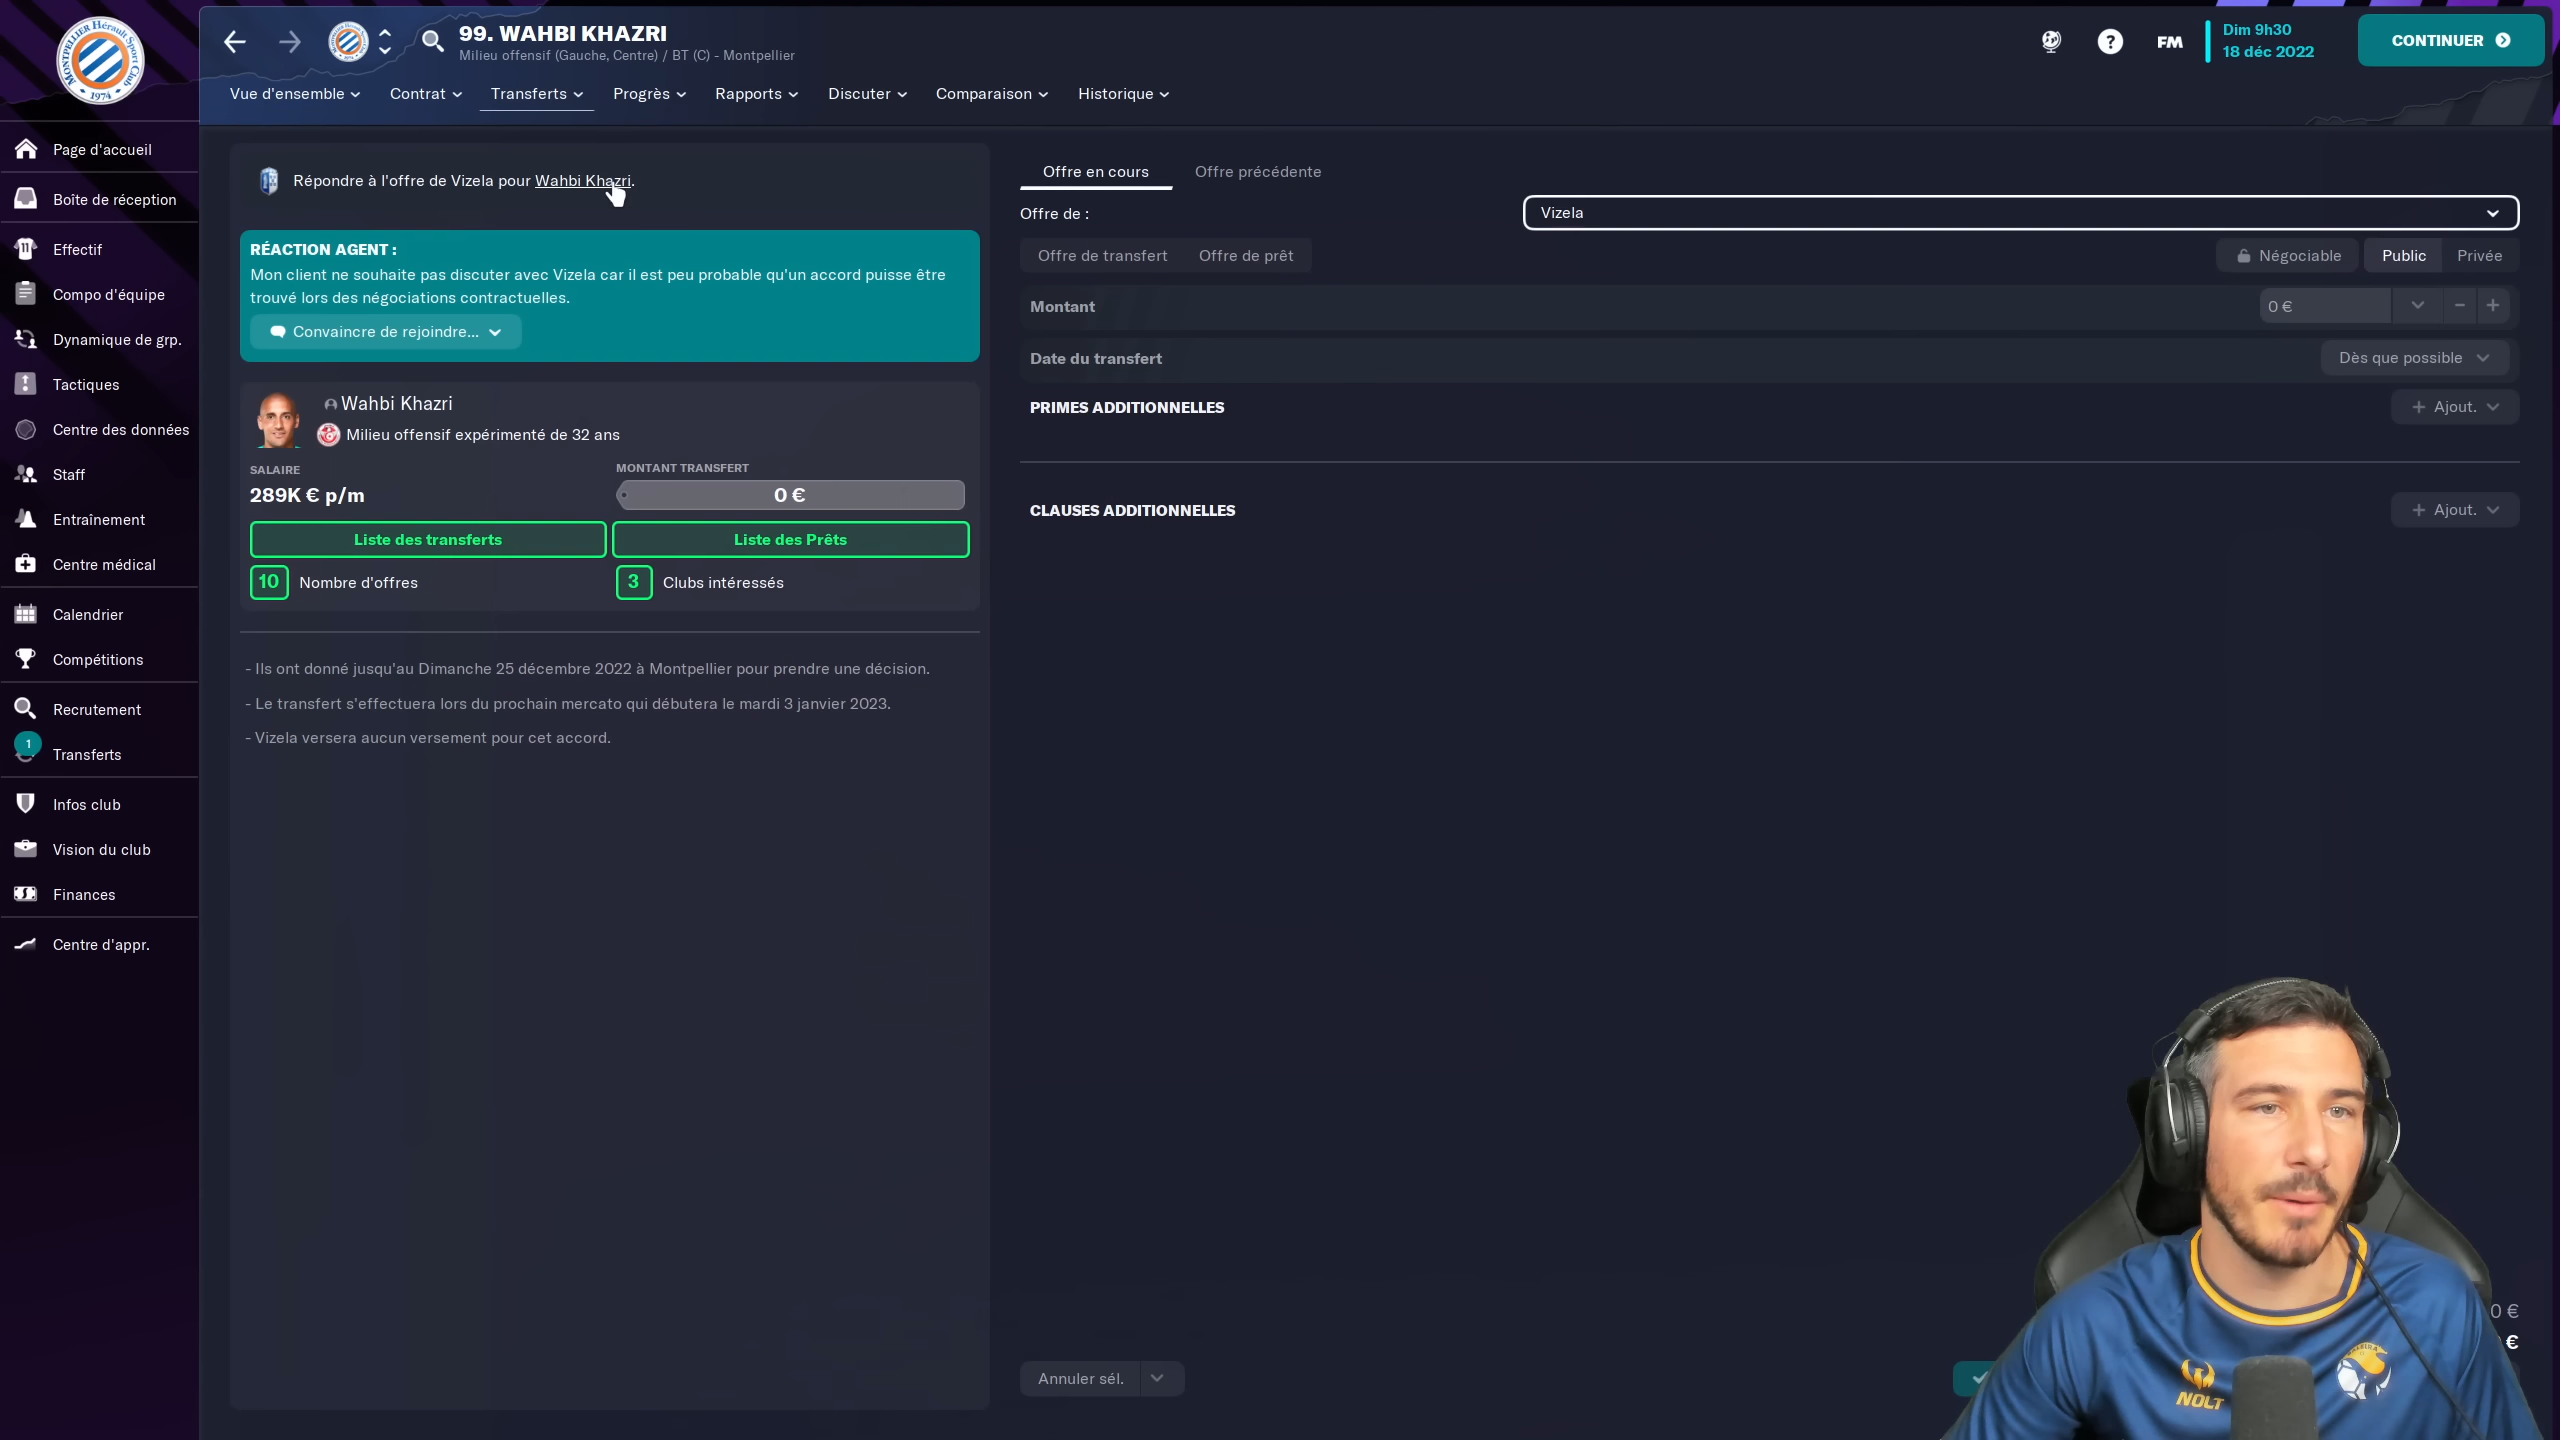 99. WAHBI KHAZRI
Milieu offensif (Gauche, Centre) / BT (C) - Montpellier
FM
Dim 9h30
18 déc 2022
CONTINUER
Vue d'ensemble
Contrat
Transferts
Progrès
Rapports
Discuter
Comparaison
Historique
MONTPELLIER Hérault Sport Club
1974
Page d'accueil
Boîte de réception
Effectif
Compo d'équipe
Dynamique de grp.
Tactiques
Centre des données
Staff
Entraînement
Centre médical
Calendrier
Compétitions
Recrutement
1
Transferts
Infos club
Vision du club
Finances
Centre d'appr.
Répondre à l'offre de Vizela pour Wahbi Khazri.
RÉACTION AGENT :
Mon client ne souhaite pas discuter avec Vizela car il est peu probable qu'un accord puisse être
trouvé lors des négociations contractuelles.
Convaincre de rejoindre...
Wahbi Khazri
Milieu offensif expérimenté de 32 ans
SALAIRE
MONTANT TRANSFERT
289K € p/m
0 €
Liste des transferts
Liste des Prêts
10 Nombre d'offres
3 Clubs intéressés
- Ils ont donné jusqu'au Dimanche 25 décembre 2022 à Montpellier pour prendre une décision.
- Le transfert s'effectuera lors du prochain mercato qui débutera le mardi 3 janvier 2023.
- Vizela versera aucun versement pour cet accord.
Offre en cours
Offre précédente
Offre de :
Vizela
Offre de transfert
Offre de prêt
Négociable
Public
Privée
Montant
0 €
Date du transfert
Dès que possible
PRIMES ADDITIONNELLES
+ Ajout.
CLAUSES ADDITIONNELLES
+ Ajout.
0 €
€
Annuler sél.
NOLT